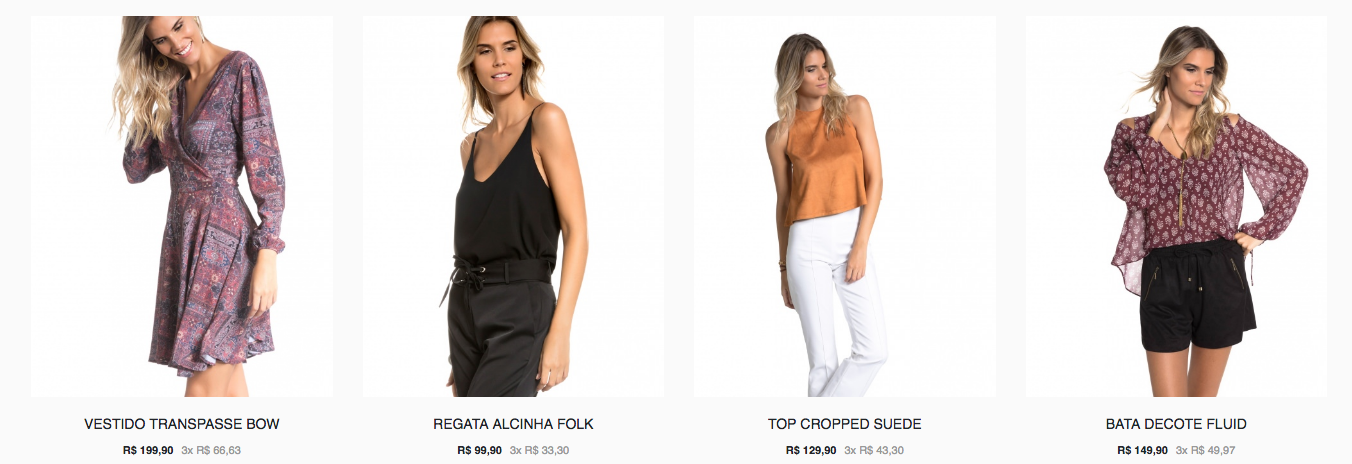 VESTIDO TRANSPASSE BOW
R$ 199,90 3x R$ 66,63
REGATA ALCINHA FOLK
R$ 99,90 3x R$ 33,30
TOP CROPPED SUEDE
R$ 129,90 3x R$ 43,30
BATA DECOTE FLUID
R$ 149,90 3x R$ 49,97